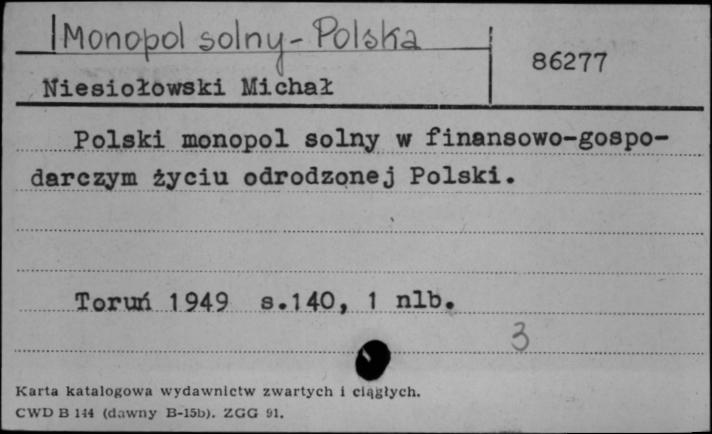 Monopol solny - Polska
86277
Niesiołowski Michał
Polski monopol solny w finansowo-gospo-
darczym życiu odrodzonej Polski.
Toruń 1949 s.140, 1 nlb.
3
Karta katalogowa wydawnictw zwartych i ciągłych.
CWD B 144 (dawny B-15b). ZGG 91.